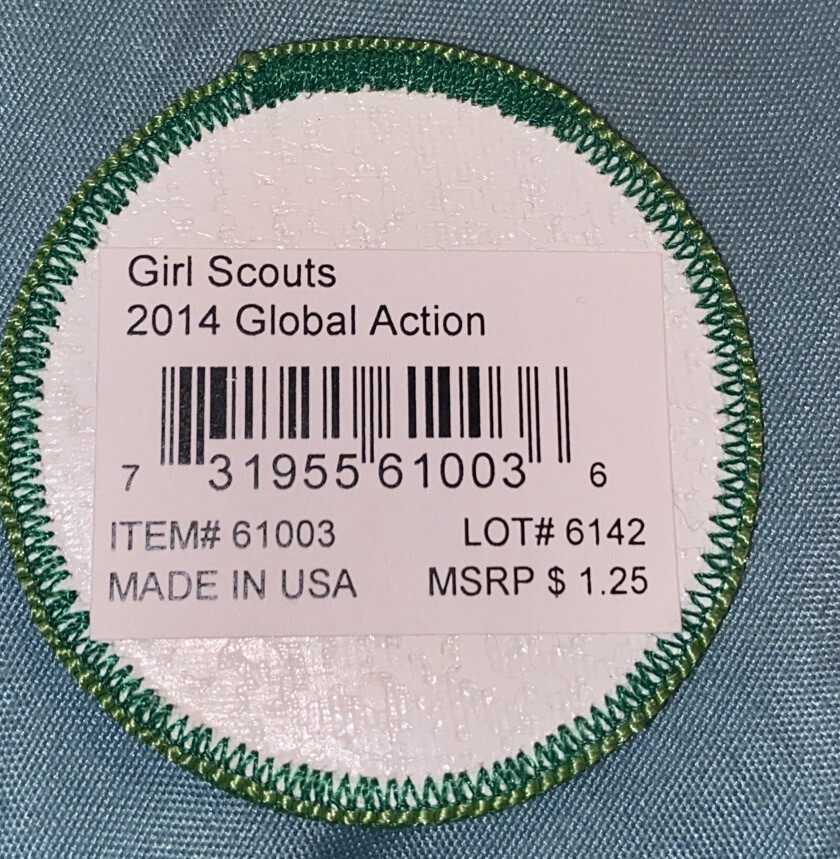 Girl Scouts
2014 Global Action
7 31955 61003 6
ITEM# 61003 LOT# 6142
MADE IN USA MSRP $ 1.25